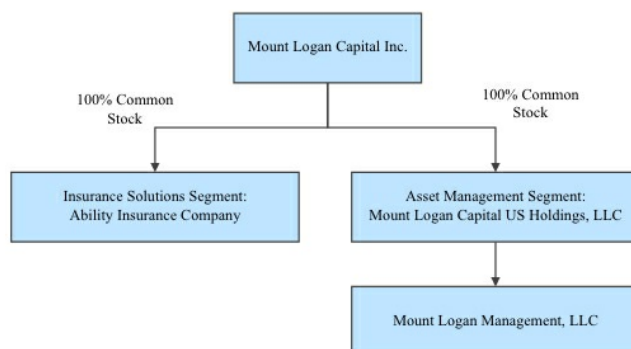 Mount Logan Capital Inc.
100% Common
Stock
100% Common
Stock
Insurance Solutions Segment:
Ability Insurance Company
Asset Management Segment:
Mount Logan Capital US Holdings, LLC
Mount Logan Management, LLC